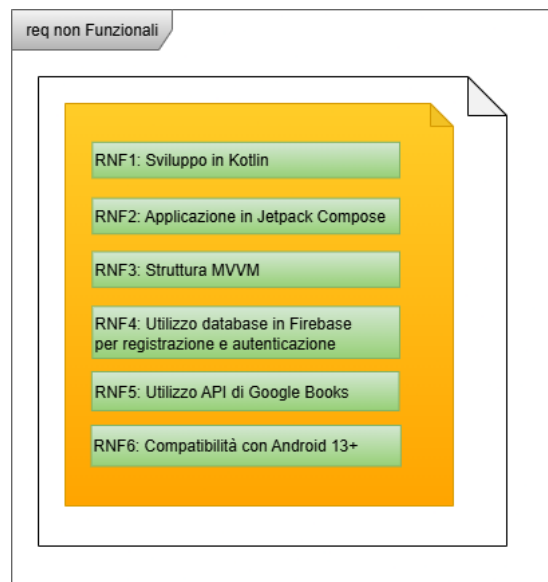 req non Funzionali
RNF1: Sviluppo in Kotlin
RNF2: Applicazione in Jetpack Compose
RNF3: Struttura MVVM
RNF4: Utilizzo database in Firebase
per registrazione e autenticazione
RNF5: Utilizzo API di Google Books
RNF6: Compatibilità con Android 13+